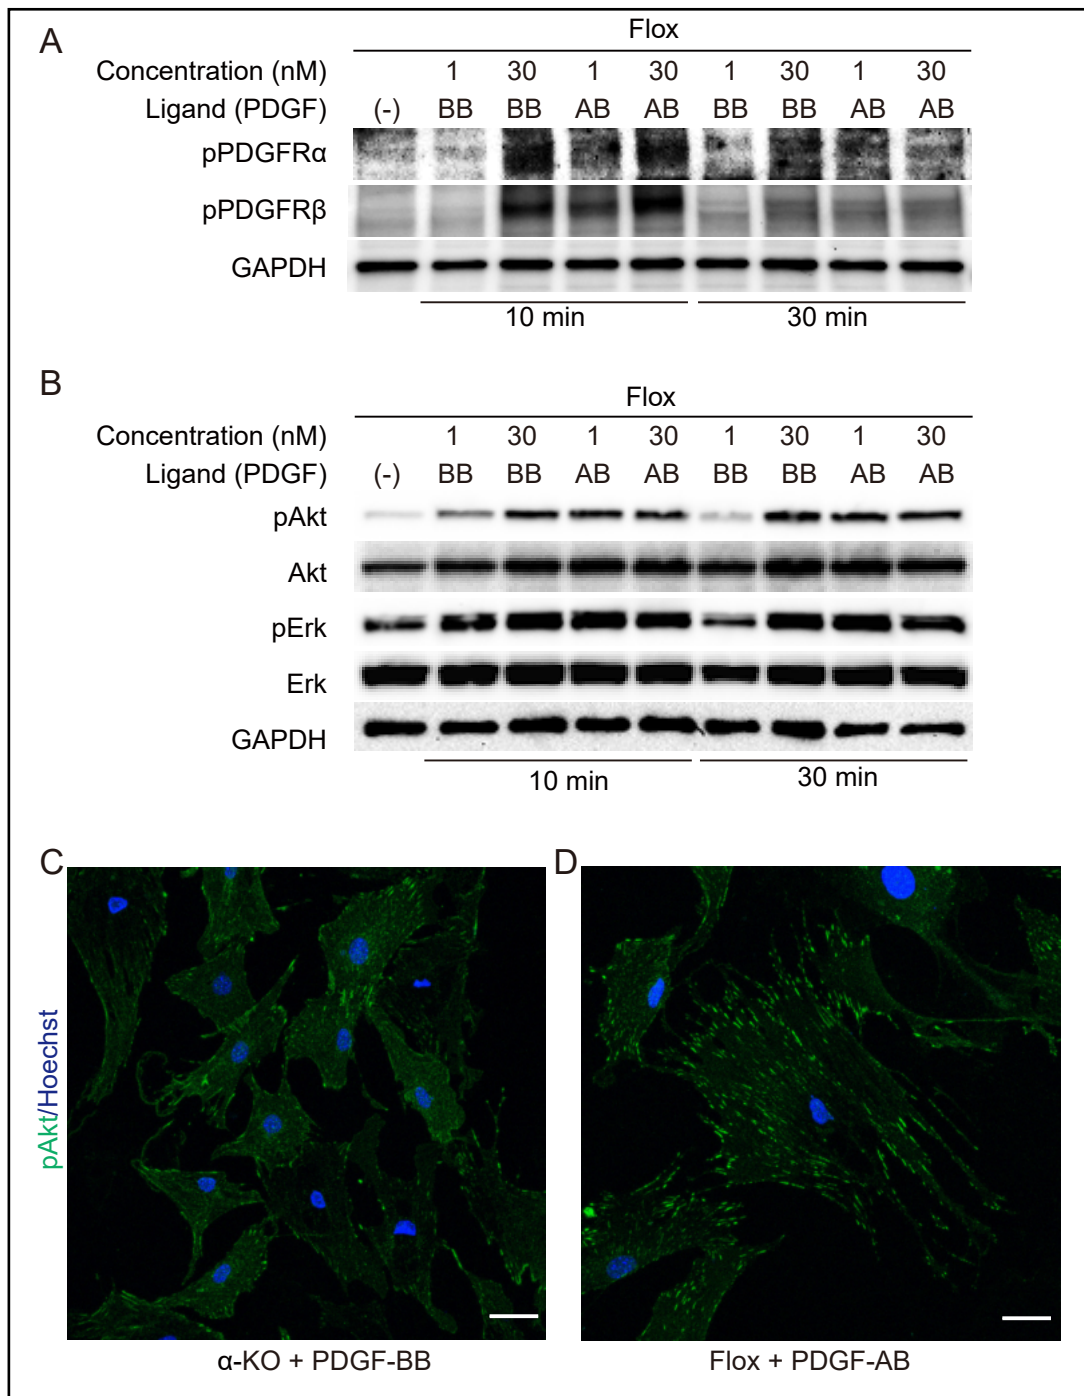 A
Flox
Concentration (nM) 1 30 1 30 1 30 1 30
Ligand (PDGF) (-) BB BB AB AB BB BB AB AB
pPDGFRα
pPDGFRβ
GAPDH
10 min 30 min
B
Flox
Concentration (nM) 1 30 1 30 1 30 1 30
Ligand (PDGF) (-) BB BB AB AB BB BB AB AB
pAkt
Akt
pErk
Erk
GAPDH
10 min 30 min
C D
pAkt/Hoechst
α-KO + PDGF-BB Flox + PDGF-AB